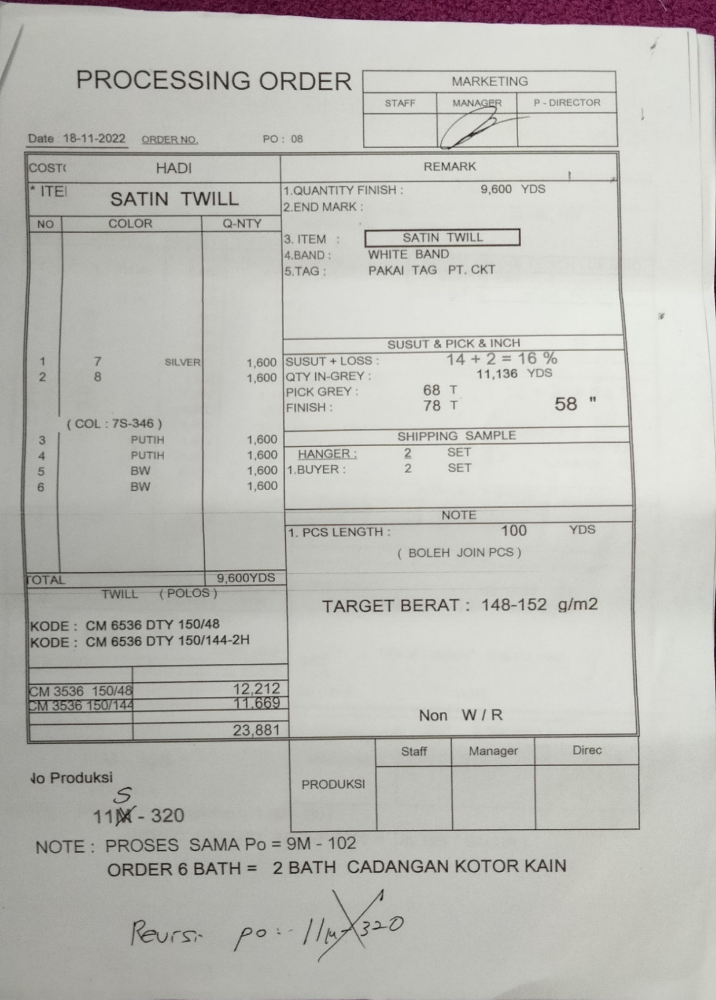 PROCESSING ORDER
MARKETING
STAFF MANAGER P - DIRECTOR
Date 18-11-2022 ORDER NO. PO : 08
COST( HADI
* ITE
SATIN TWILL
NO COLOR Q-NTY
1 7 SILVER 1,600
2 8 1,600
( COL : 7S-346 )
3 PUTIH 1,600
4 PUTIH 1,600
5 BW 1,600
6 BW 1,600
TOTAL 9,600YDS
TWILL ( POLOS )
KODE : CM 6536 DTY 150/48
KODE : CM 6536 DTY 150/144-2H
CM 3536 150/48 12,212
CM 3536 150/144 11.669
23,881
REMARK
1.QUANTITY FINISH : 9,600 YDS
2.END MARK :
3. ITEM : SATIN TWILL
4.BAND : WHITE BAND
5.TAG : PAKAI TAG PT. CKT
SUSUT & PICK & INCH
SUSUT + LOSS : 14 + 2 = 16 %
QTY IN-GREY : 11,136 YDS
PICK GREY : 68 T
FINISH : 78 T 58 "
SHIPPING SAMPLE
HANGER : 2 SET
1.BUYER : 2 SET
NOTE
1. PCS LENGTH : 100 YDS
( BOLEH JOIN PCS )
TARGET BERAT : 148-152 g/m2
Non W / R
Staff Manager Direc
PRODUKSI
No Produksi
S
11M - 320
NOTE : PROSES SAMA Po = 9M - 102
ORDER 6 BATH = 2 BATH CADANGAN KOTOR KAIN
Reursi po : 11M-320